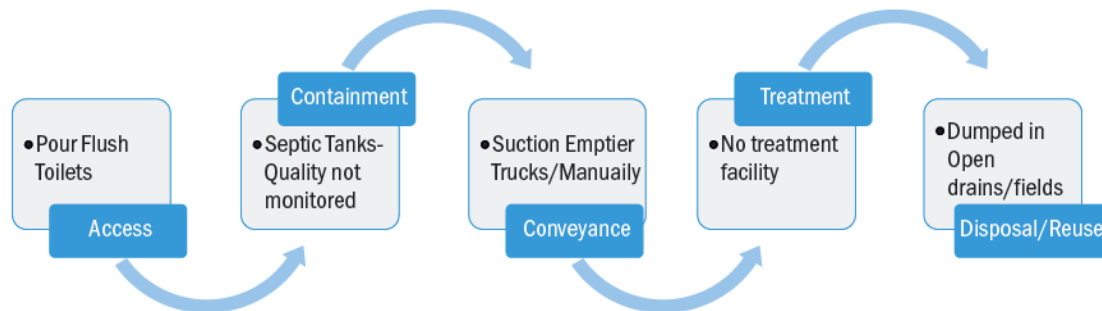 • Pour Flush
Toilets
Access
Containment
• Septic Tanks-
Quality not
monitored
• Suction Emptier
Trucks/Manuaily
Conveyance
Treatment
• No treatment
facility
• Dumped in
Open
drains/fields
Disposal/Reuse